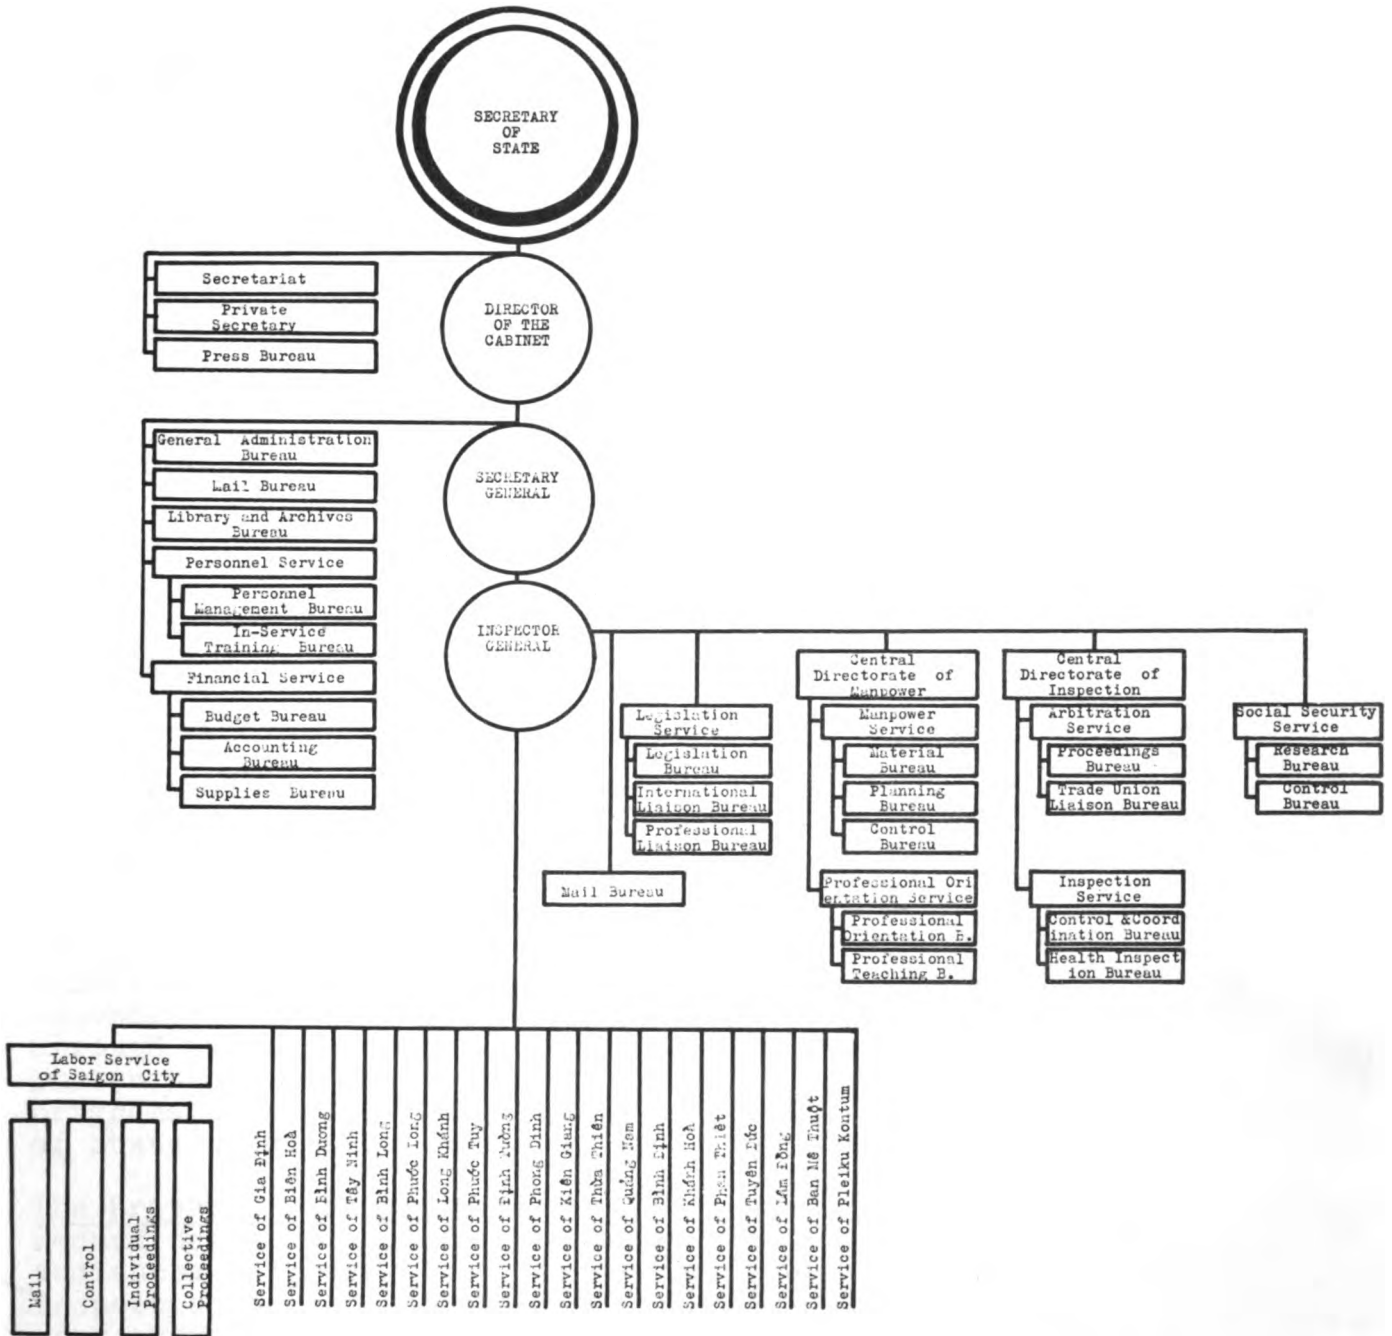 SECRETARY
OF
STATE
Secretariat
Private
Secretary
Press Bureau
DIRECTOR
OF THE
CABINET
General Administration
Bureau
Mail Bureau
Library and Archives
Bureau
Personnel Service
Personnel
Management Bureau
In-Service
Training Bureau
Financial Service
Budget Bureau
Accounting
Bureau
Supplies Bureau
SECRETARY
GENERAL
INSPECTOR
GENERAL
Mail Bureau
Legislation
Service
Legislation
Bureau
International
Liaison Bureau
Professional
Liaison Bureau
Central
Directorate of
Manpower
Manpower
Service
Material
Bureau
Planning
Bureau
Control
Bureau
Professional Ori
entation Service
Professional
Orientation B.
Professional
Teaching B.
Central
Directorate of
Inspection
Arbitration
Service
Proceedings
Bureau
Trade Union
Liaison Bureau
Inspection
Service
Control &Coord
ination Bureau
Health Inspect
ion Bureau
Social Security
Service
Research
Bureau
Control
Bureau
Labor Service
of Saigon City
Mail
Control
Individual
Proceedings
Collective
Proceedings
Service of Gia Định
Service of Biên Hoà
Service of Bình Dương
Service of Tây Ninh
Service of Bình Long
Service of Phước Long
Service of Long Khánh
Service of Phước Tuy
Service of Định Tường
Service of Phong Dinh
Service of Kiên Giang
Service of Thừa Thiên
Service of Quảng Nam
Service of Bình Định
Service of Khánh Hoà
Service of Phan Thiết
Service of Tuyên Đức
Service of Lâm Đồng
Service of Ban Mê Thuột
Service of Pleiku Kontum